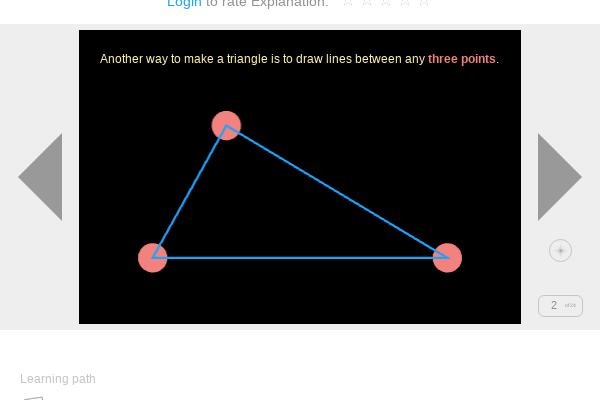 Login to rate Explanation:
Another way to make a triangle is to draw lines between any three points.
2
Learning path